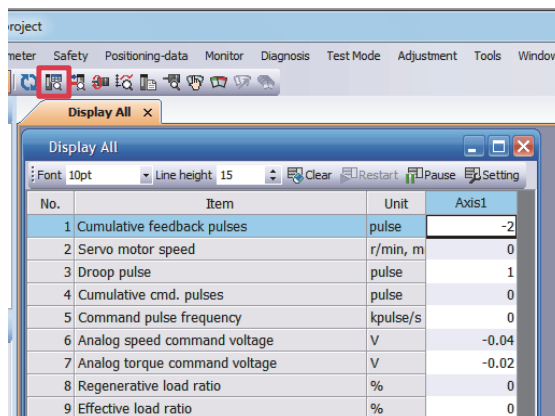 project
meter Safety Positioning-data Monitor Diagnosis Test Mode Adjustment Tools Window
Display All ×
Display All
Font 10pt Line height 15 Clear Restart Pause Setting
No. Item Unit Axis1
1 Cumulative feedback pulses pulse -2
2 Servo motor speed r/min, m 0
3 Droop pulse pulse 1
4 Cumulative cmd. pulses pulse 0
5 Command pulse frequency kpulse/s 0
6 Analog speed command voltage V -0.04
7 Analog torque command voltage V -0.02
8 Regenerative load ratio % 0
9 Effective load ratio % 0